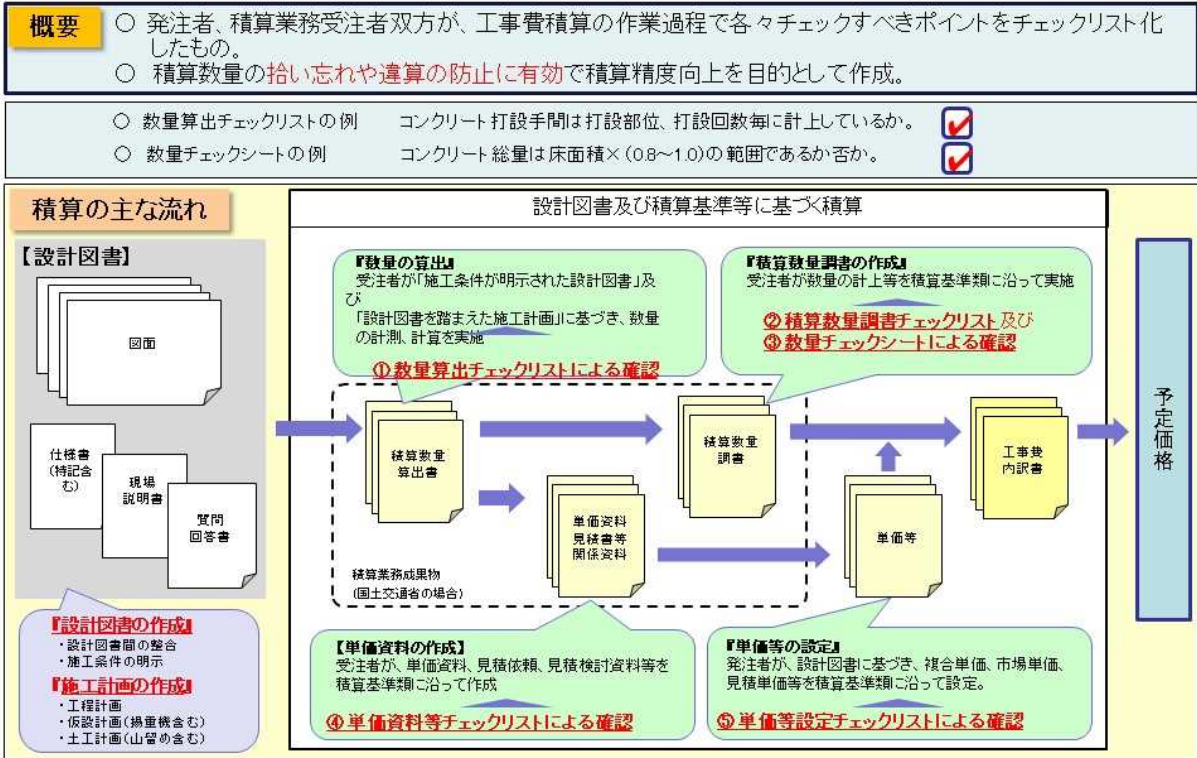 概要
○ 発注者、積算業務受注者双方が、工事費積算の作業過程で各々チェックすべきポイントをチェックリスト化
したもの。
○ 積算数量の拾い忘れや違算の防止に有効で積算精度向上を目的として作成。
○ 数量算出チェックリストの例 コンクリート打設手間は打設部位、打設回数毎に計上しているか。
○ 数量チェックシートの例 コンクリート総量は床面積×(0.8～1.0)の範囲であるか否か。
積算の主な流れ
【設計図書】
図面
仕様書
(特記含
む)
現場
説明書
質問
回答書
『設計図書の作成』
・設計図書間の整合
・施工条件の明示
『施工計画の作成』
・工程計画
・仮設計画(揚重機含む)
・土工計画(山留め含む)
設計図書及び積算基準等に基づく積算
『数量の算出』
受注者が「施工条件が明示された設計図書」及
び
「設計図書を踏まえた施工計画」に基づき、数量
の計測、計算を実施
①数量算出チェックリストによる確認
『積算数量調書の作成』
受注者が数量の計上等を積算基準類に沿って実施
②積算数量調書チェックリスト及び
③数量チェックシートによる確認
積算数量
算出書
積算数量
調書
工事費
内訳書
単価資料
見積書等
関係資料
単価等
積算業務成果物
(国土交通省の場合)
【単価資料の作成】
受注者が、単価資料、見積依頼、見積検討資料等を
積算基準類に沿って作成
④単価資料等チェックリストによる確認
『単価等の設定』
発注者が、設計図書に基づき、複合単価、市場単価、
見積単価等を積算基準類に沿って設定。
⑤単価等設定チェックリストによる確認
予定価格